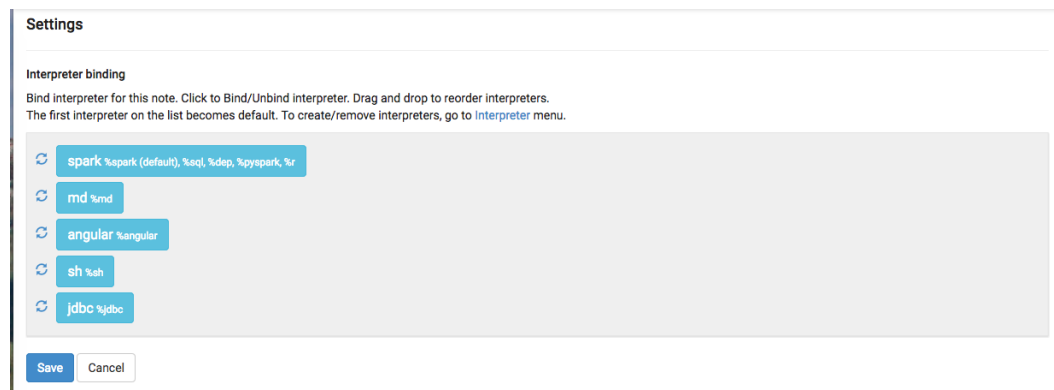 Settings
Interpreter binding
Bind interpreter for this note. Click to Bind/Unbind interpreter. Drag and drop to reorder interpreters.
The first interpreter on the list becomes default. To create/remove interpreters, go to Interpreter menu.
spark %spark (default), %sql, %dep, %pyspark, %r
md %md
angular %angular
sh %sh
jdbc %jdbc
Save Cancel